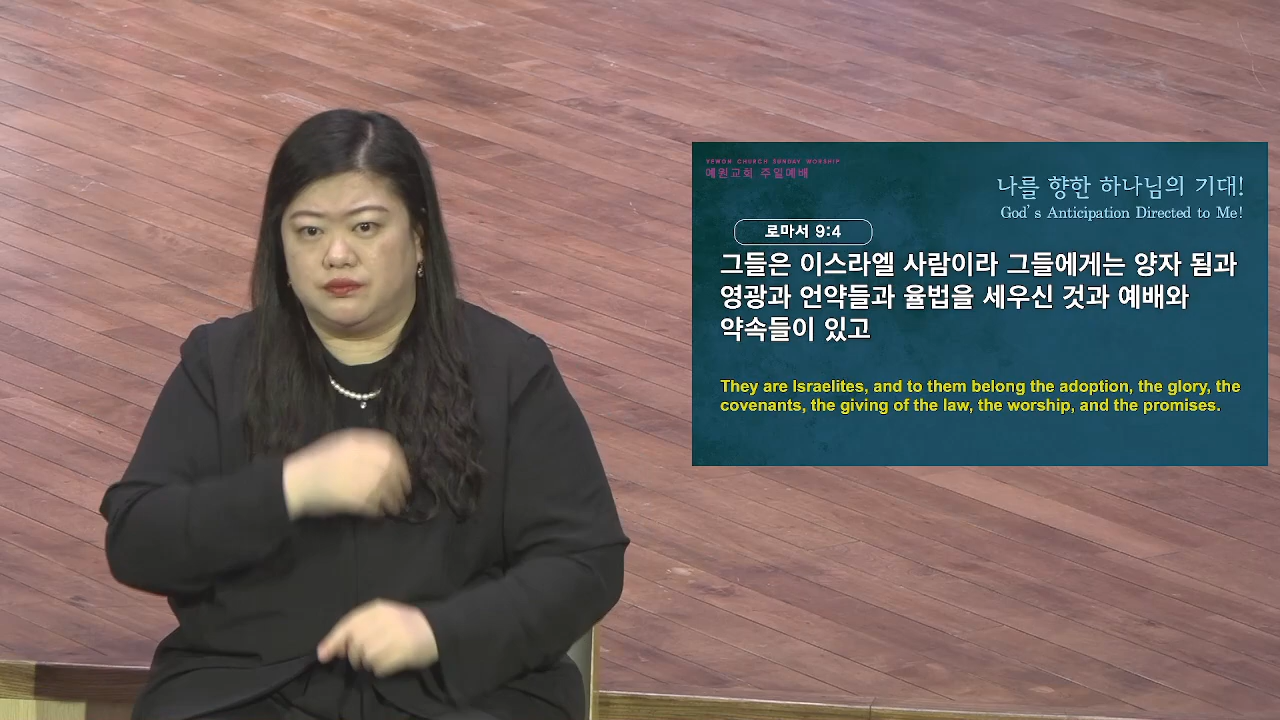 YEWON CHURCH SUNDAY WORSHIP
예원교회 주일예배
나를 향한 하나님의 기대!
God's Anticipation Directed to Me!
로마서 9:4
그들은 이스라엘 사람이라 그들에게는 양자 됨과
영광과 언약들과 율법을 세우신 것과 예배와
약속들이 있고
They are Israelites, and to them belong the adoption, the glory, the
covenants, the giving of the law, the worship, and the promises.